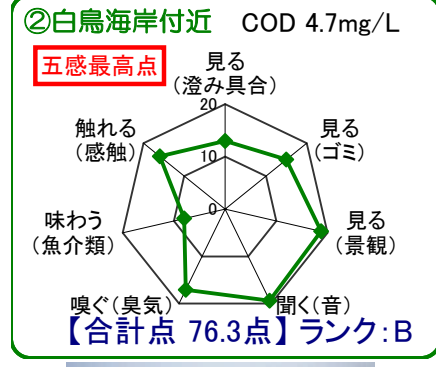 ②白鳥海岸付近 COD 4.7mg/L
五感最高点
見る
(澄み具合)
見る
(ゴミ)
見る
(景観)
聞く(音)
嗅ぐ(臭気)
味わう
(魚介類)
触れる
(感触)
20
10
0
【合計点 76.3点】ランク:B